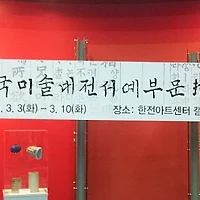 국미술대전서예부문
. 3. 3(화) ~ 3. 10(화) 장소: 한전아트센터